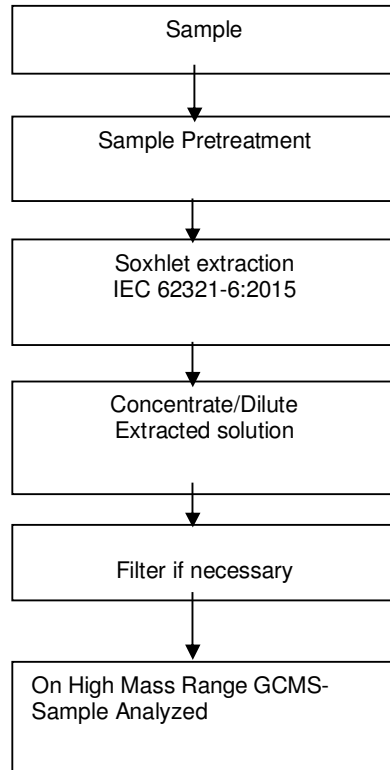 Sample
Sample Pretreatment
Soxhlet extraction
IEC 62321-6:2015
Concentrate/Dilute
Extracted solution
Filter if necessary
On High Mass Range GCMS-
Sample Analyzed